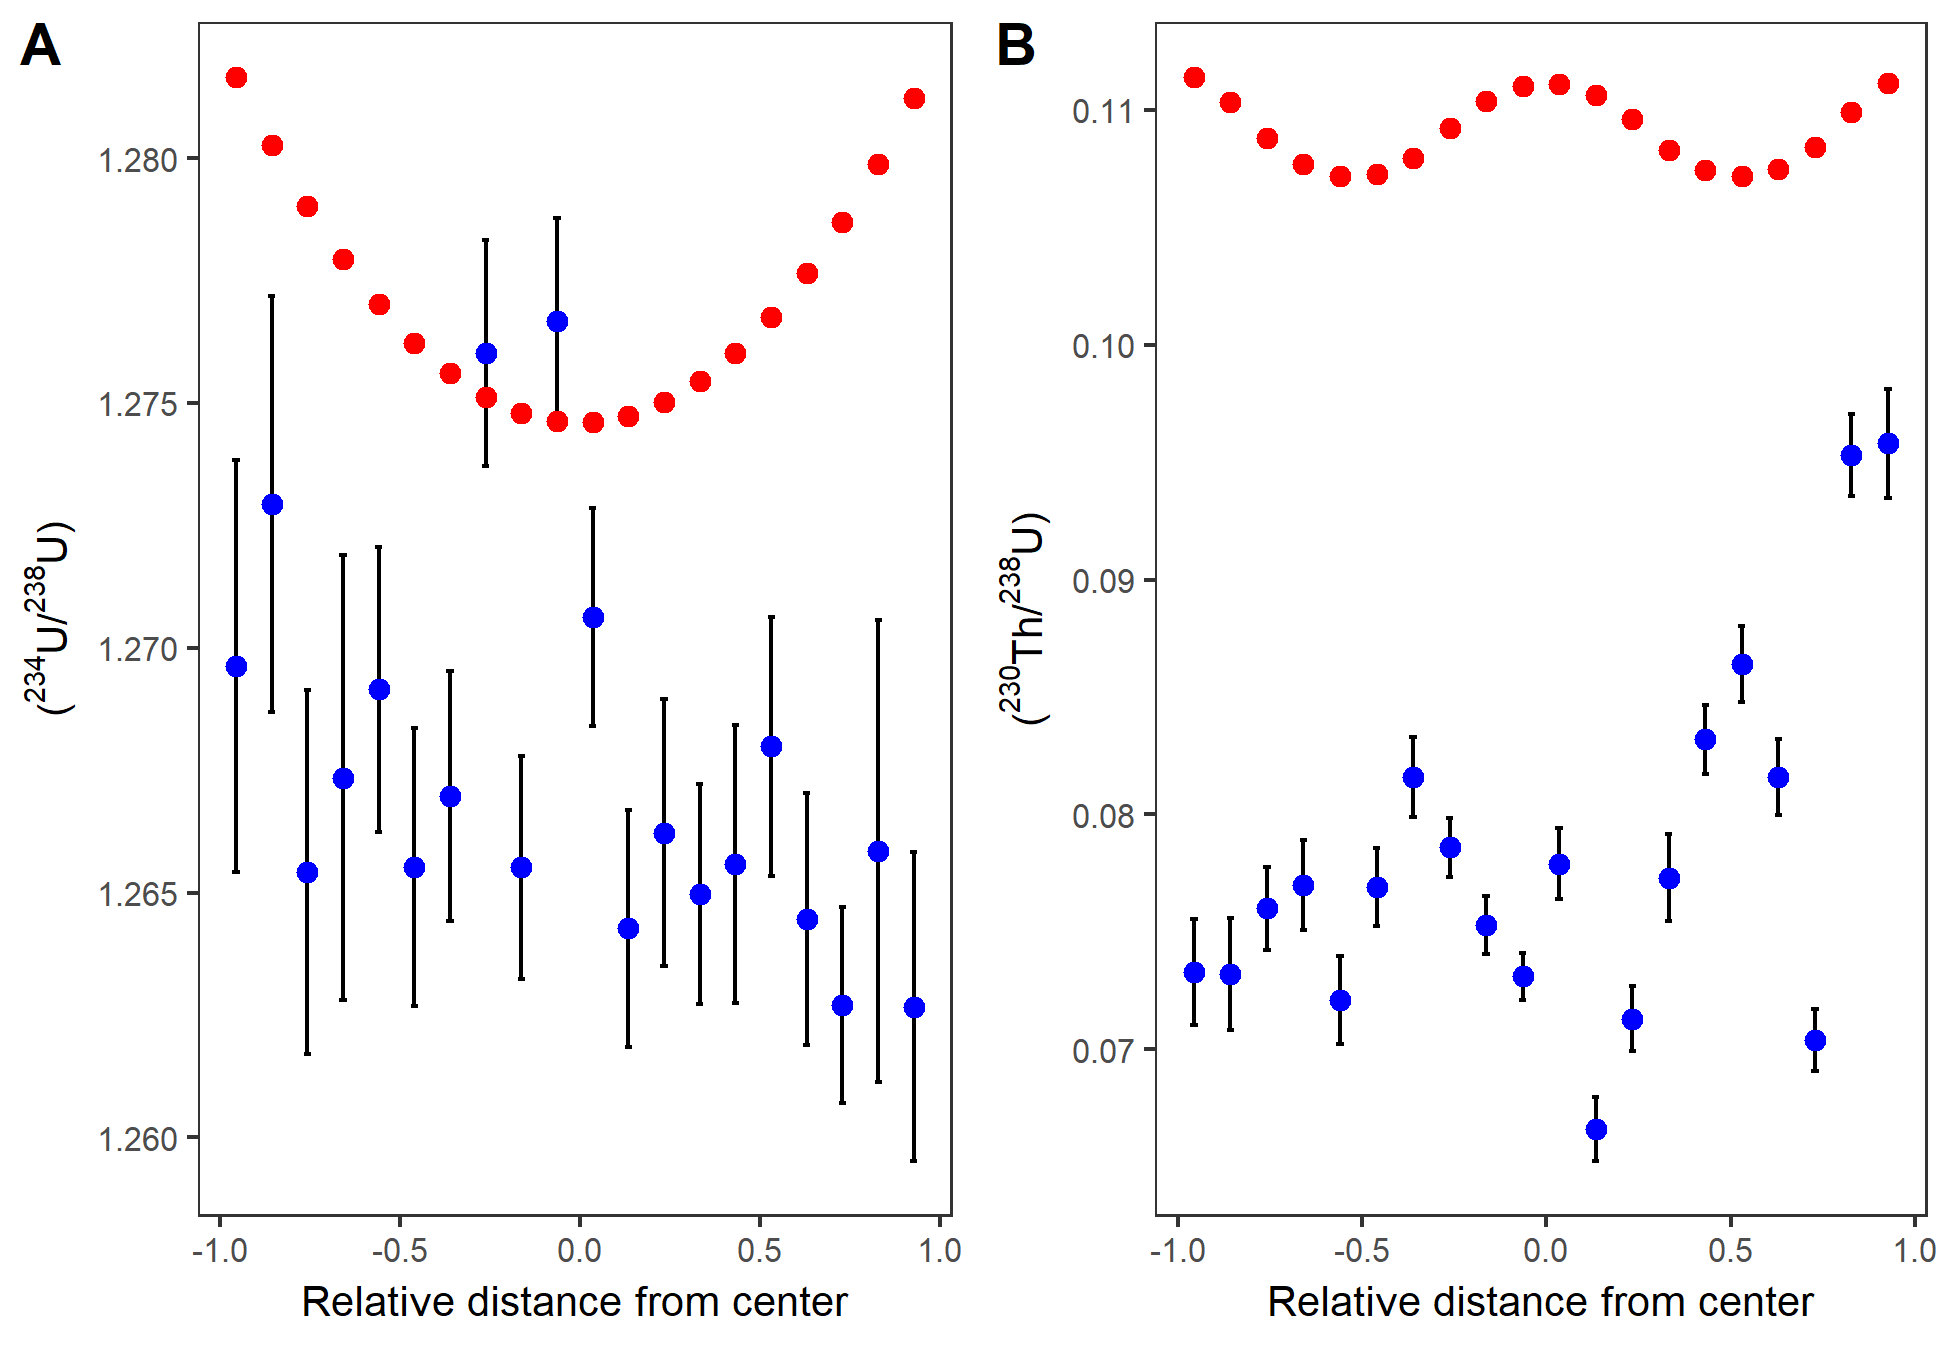 A
(²³⁴U/²³⁸U)
1.280
1.275
1.270
1.265
1.260
-1.0 -0.5 0.0 0.5 1.0
Relative distance from center
B
(²³⁰Th/²³⁸U)
0.11
0.10
0.09
0.08
0.07
-1.0 -0.5 0.0 0.5 1.0
Relative distance from center